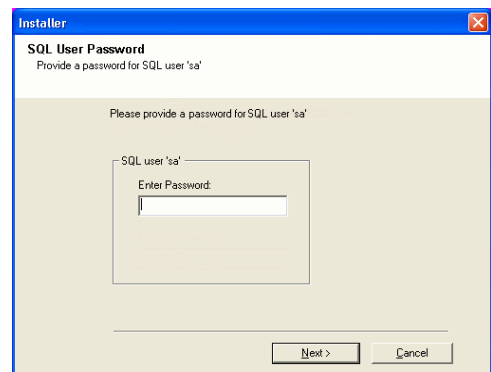 Installer
SQL User Password
Provide a password for SQL user 'sa'
Please provide a password for SQL user 'sa'
SQL user 'sa'
Enter Password:
Next >
Cancel